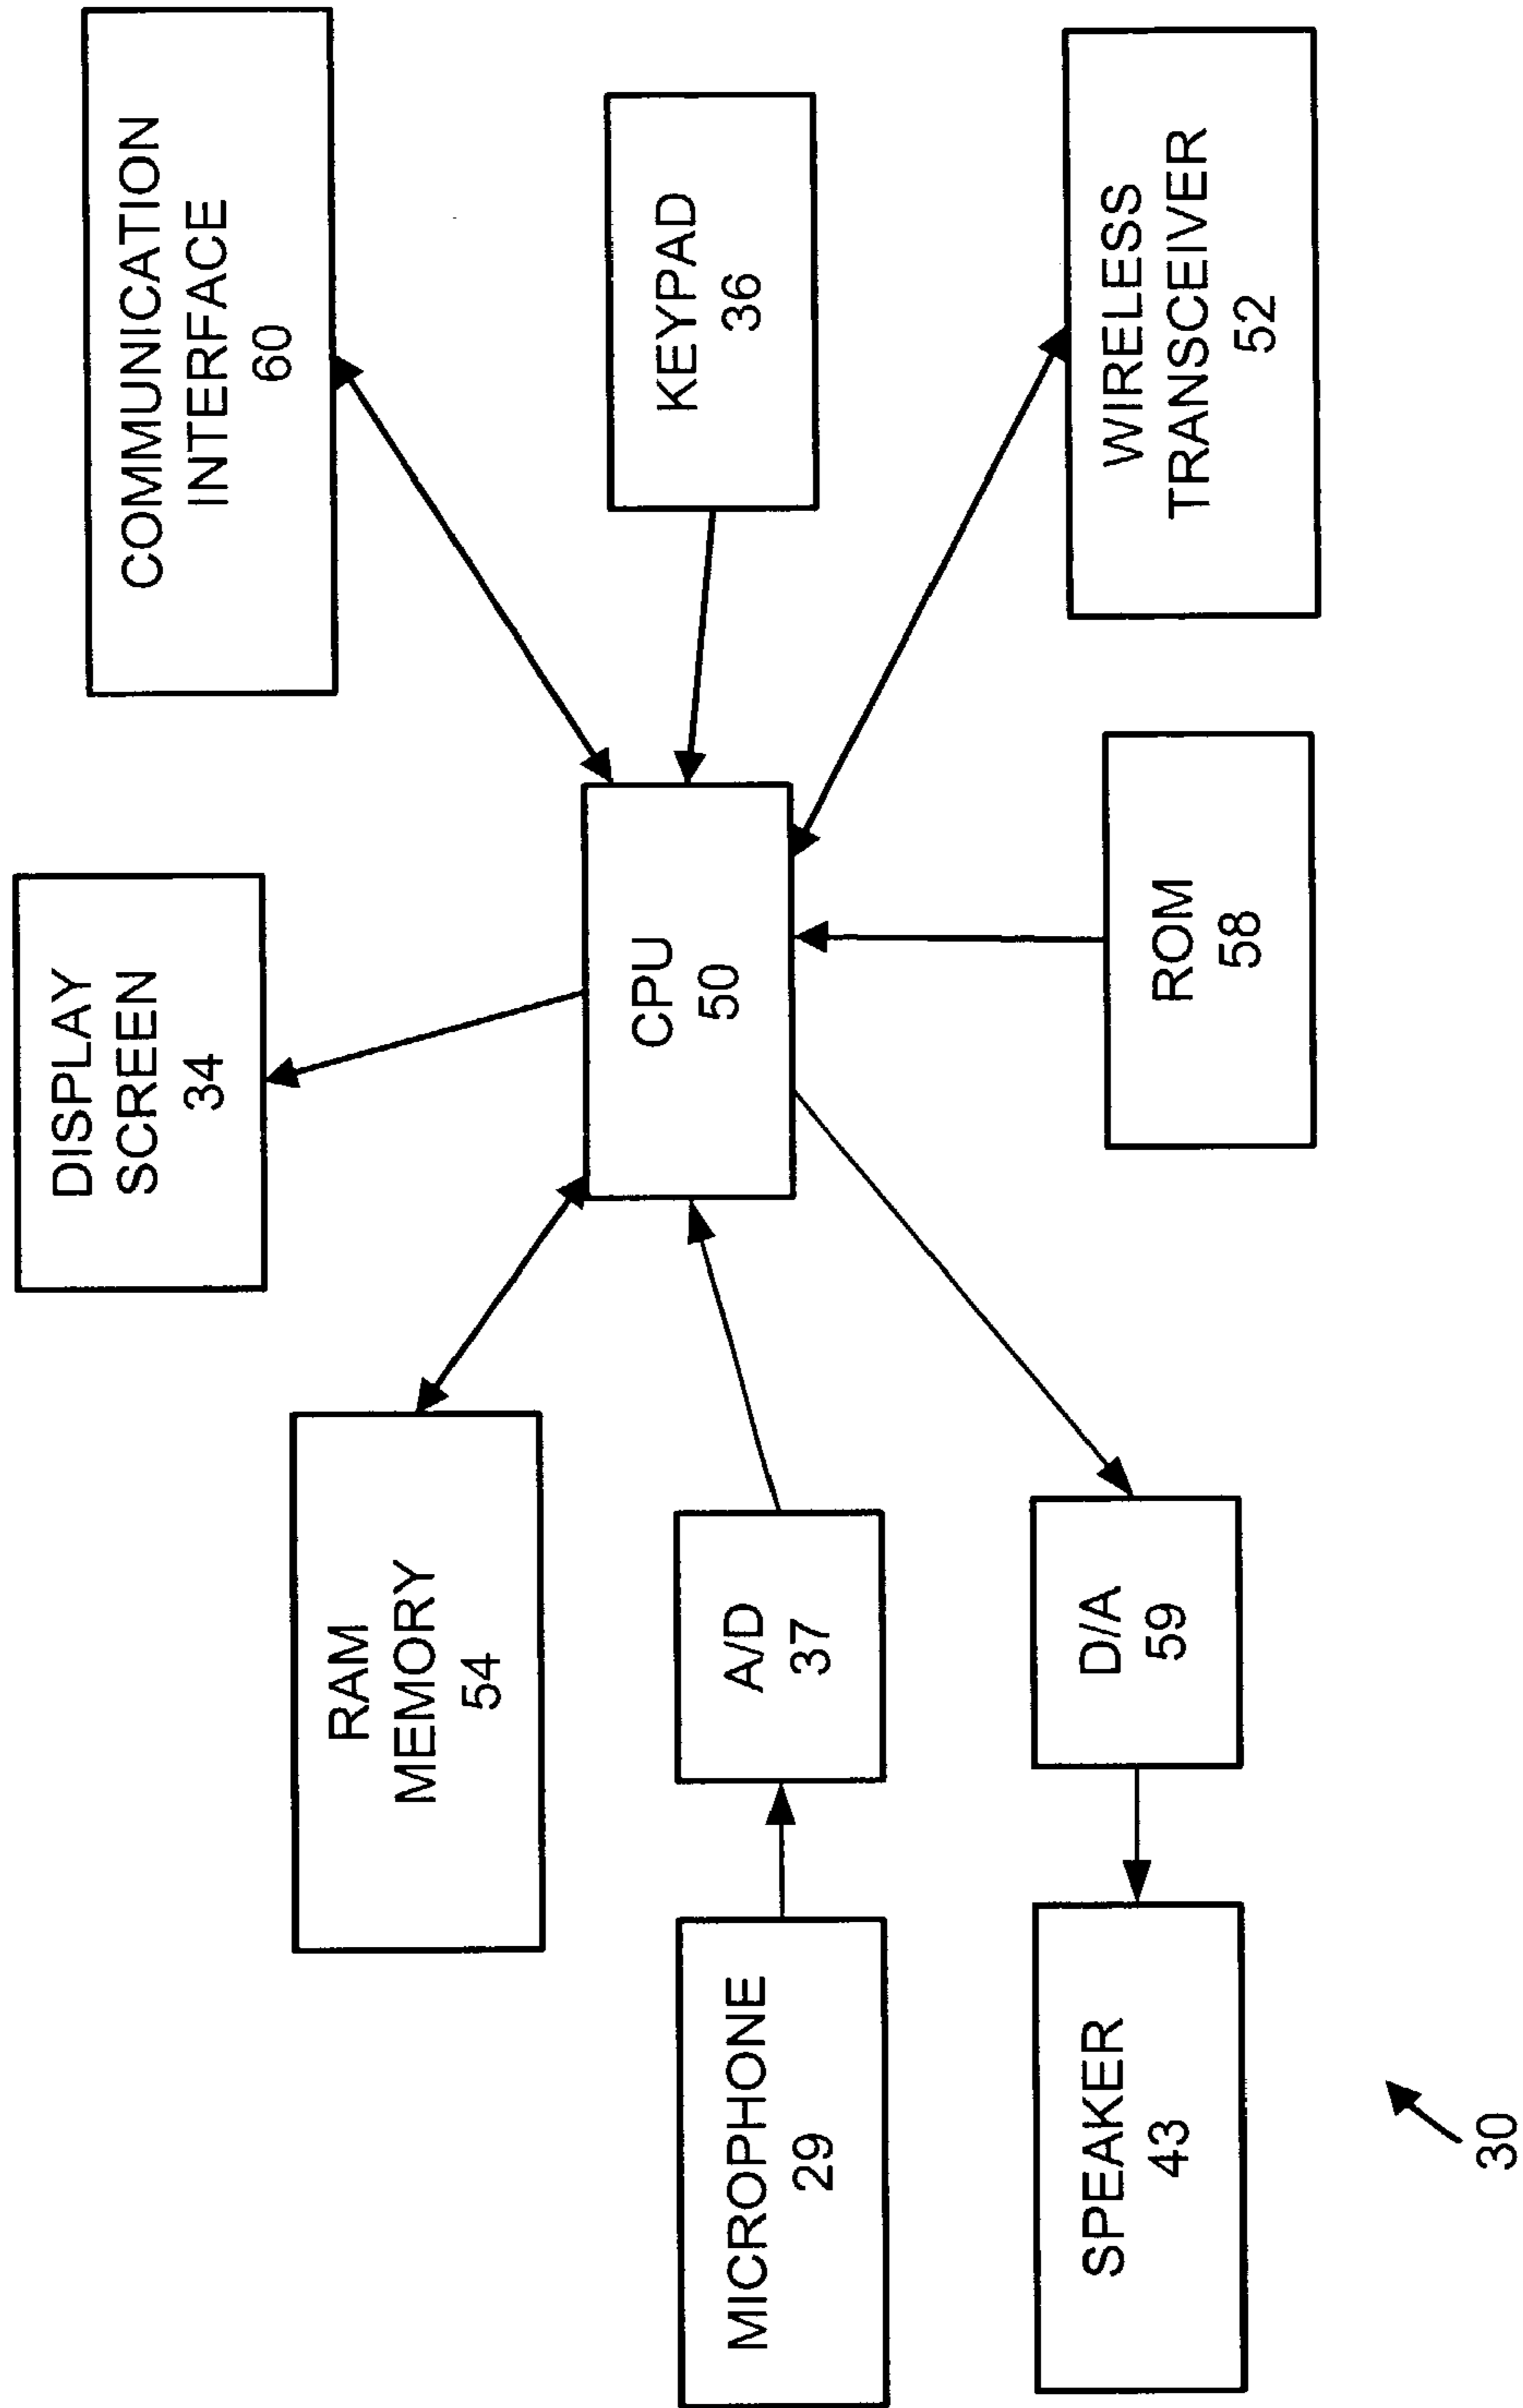 DISPLAY
SCREEN
34
COMMUNICATION
INTERFACE
60
RAM
MEMORY
54
CPU
50
KEYPAD
36
MICROPHONE
29
A/D
37
SPEAKER
43
D/A
59
ROM
58
WIRELESS
TRANSCEIVER
52
30